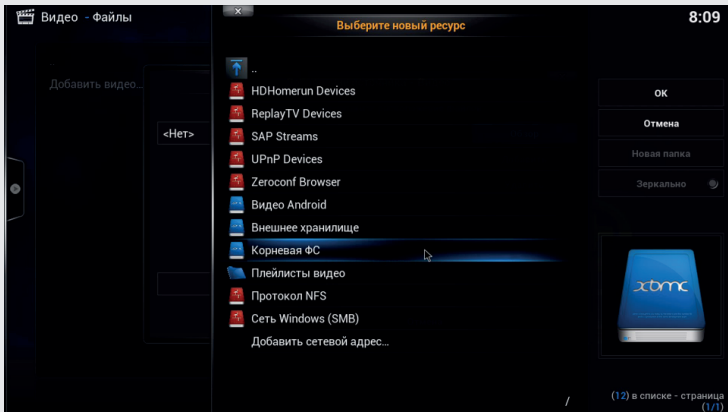 Видео - Файлы
Выберите новый ресурс
8:09
Добавить видео...
<Нет>
..
HDHomerun Devices
ReplayTV Devices
SAP Streams
UPnP Devices
Zeroconf Browser
Видео Android
Внешнее хранилище
Корневая ФС
Плейлисты видео
Протокол NFS
Сеть Windows (SMB)
Добавить сетевой адрес...
/
ОК
Отмена
Новая папка
Зеркально
xbmc
(12) в списке - страница
(1/1)